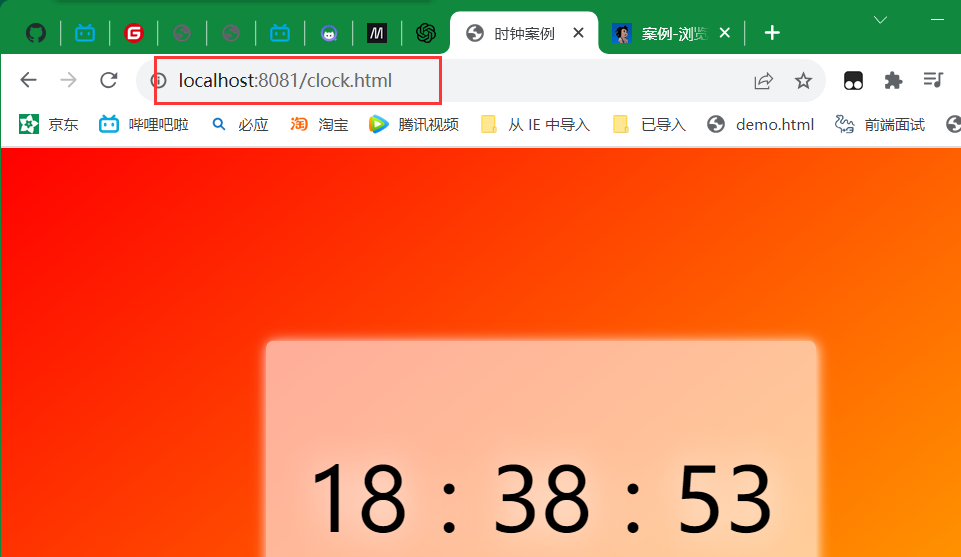 时钟案例 案例-浏览
localhost:8081/clock.html
京东 哔哩哔啦 必应 淘宝 腾讯视频 从 IE 中导入 已导入 demo.html 前端面试
18 : 38 : 53